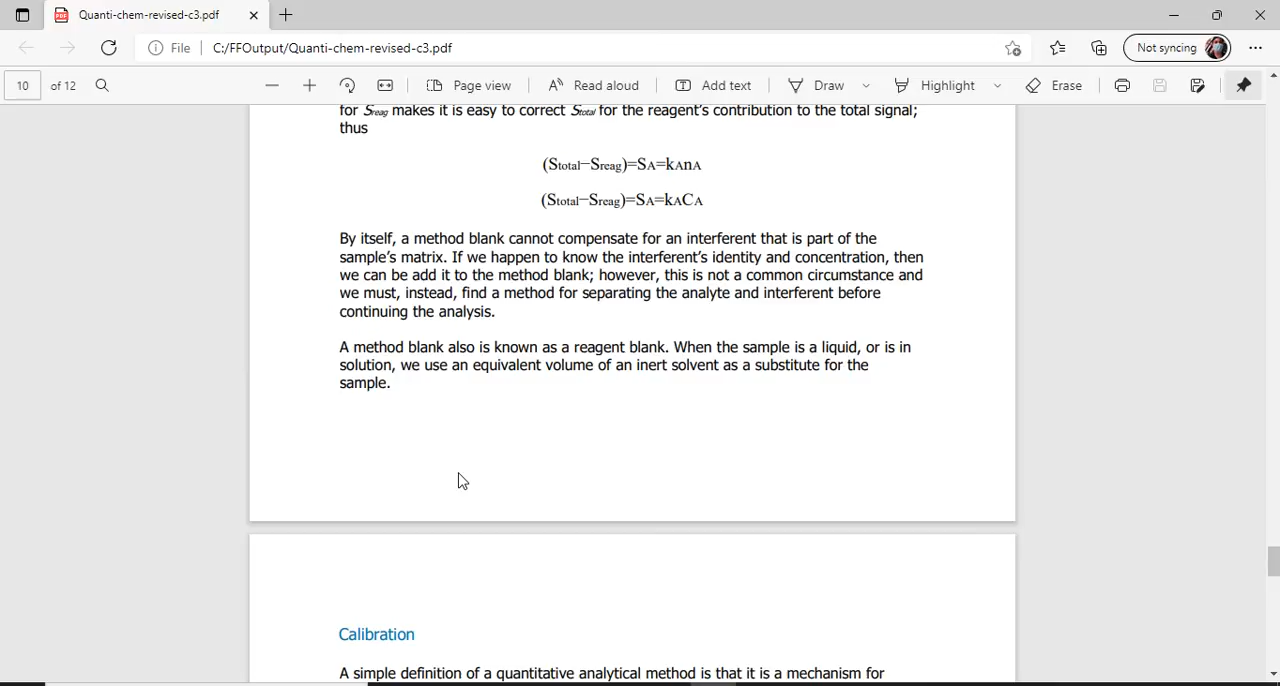 Quanti-chem-revised-c3.pdf
File C:/FFOutput/Quanti-chem-revised-c3.pdf Not syncing
10 of 12 Page view Read aloud Add text Draw Highlight Erase
for Sreag makes it is easy to correct Stotal for the reagent's contribution to the total signal;
thus
(Stotal−Sreag)=SA=kAnA
(Stotal−Sreag)=SA=kACA
By itself, a method blank cannot compensate for an interferent that is part of the
sample's matrix. If we happen to know the interferent's identity and concentration, then
we can be add it to the method blank; however, this is not a common circumstance and
we must, instead, find a method for separating the analyte and interferent before
continuing the analysis.
A method blank also is known as a reagent blank. When the sample is a liquid, or is in
solution, we use an equivalent volume of an inert solvent as a substitute for the
sample.
Calibration
A simple definition of a quantitative analytical method is that it is a mechanism for